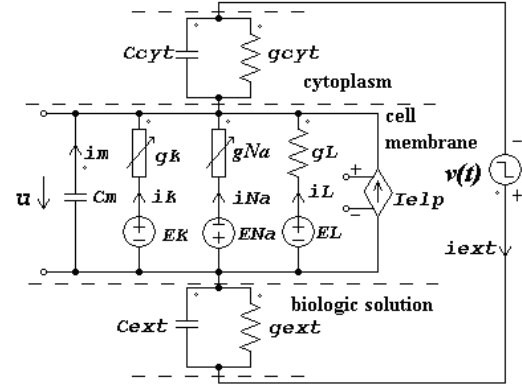 Ccyt
gcyt
cytoplasm
cell
membrane
im
gk
gNa
gL
+
−
v(t)
−
+
u
Cm
ik
iNa
iL
+
−
Ielp
EK
ENa
EL
iext
biologic solution
Cext
gext